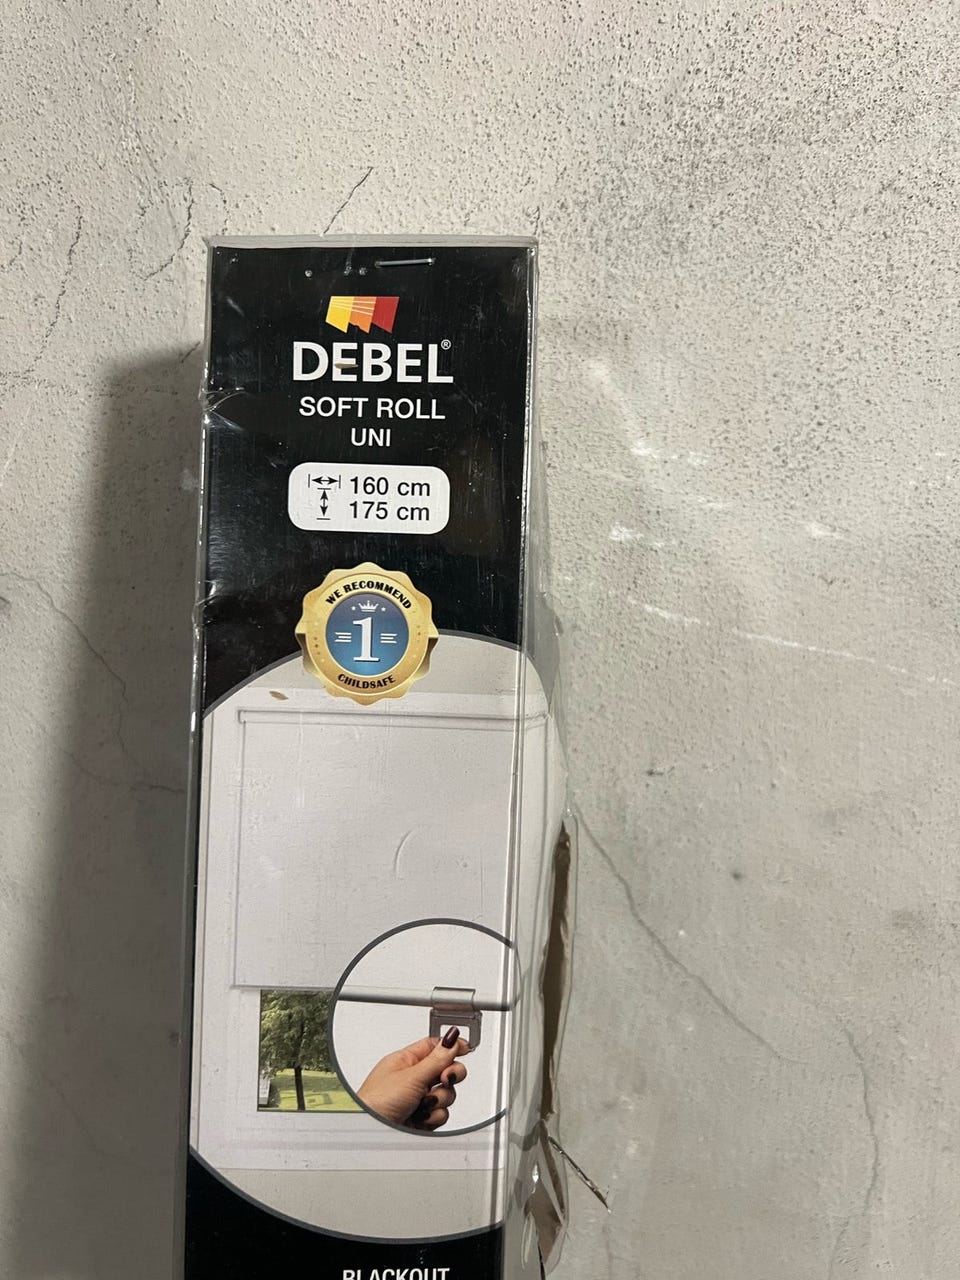 DEBEL®
SOFT ROLL
UNI
160 cm
175 cm
WE RECOMMEND
1
CHILDSAFE
BLACKOUT